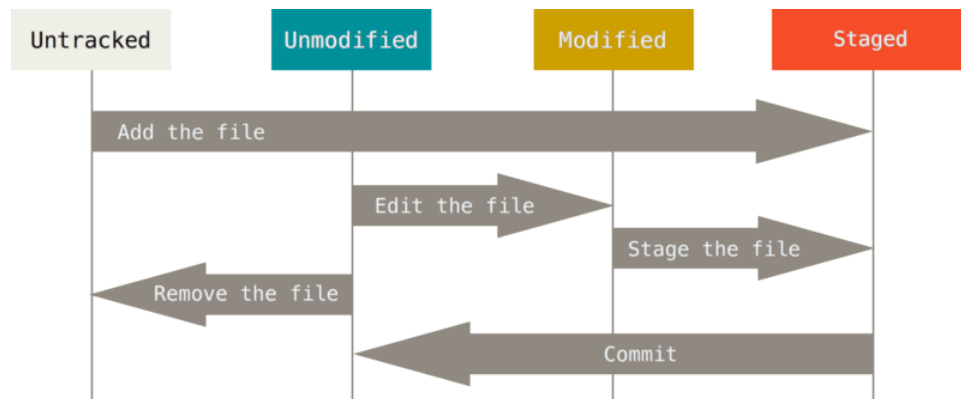 Untracked
Unmodified
Modified
Staged
Add the file
Edit the file
Stage the file
Remove the file
Commit